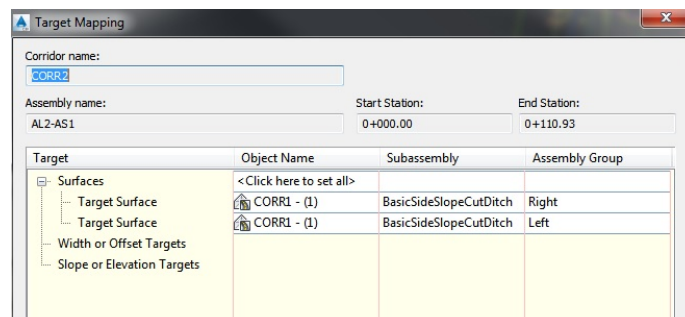 Target Mapping
Corridor name:
CORR2
Assembly name:
Start Station:
End Station:
AL2-AS1
0+000.00
0+110.93
Target Object Name Subassembly Assembly Group
Surfaces <Click here to set all>
Target Surface CORR1 - (1) BasicSideSlopeCutDitch Right
Target Surface CORR1 - (1) BasicSideSlopeCutDitch Left
Width or Offset Targets
Slope or Elevation Targets